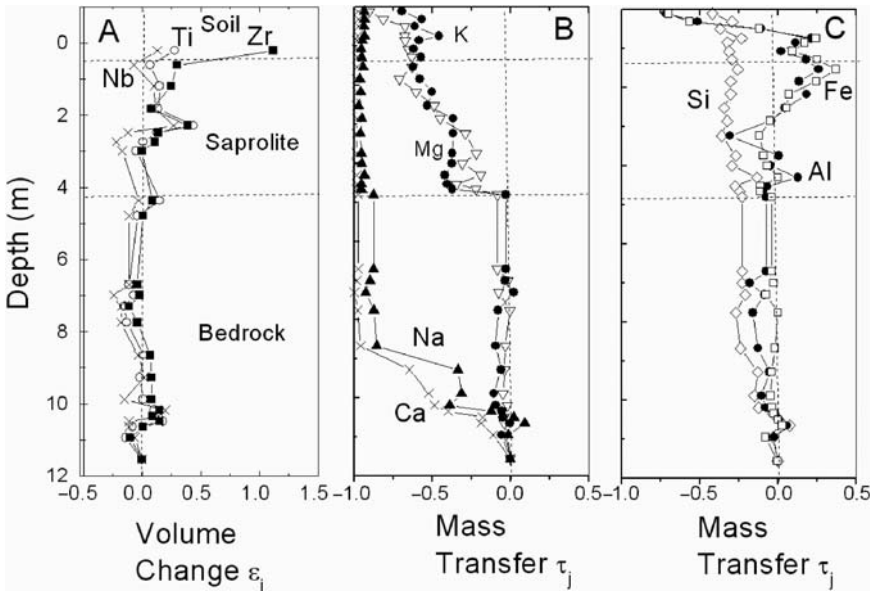 A Soil
Ti Zr
Nb
Saprolite
Bedrock
B
K
Mg
Na
Ca
C
Si Fe
Al
0
2
4
6
8
10
12
Depth (m)
−0.5 0.0 0.5 1.0 1.5
−1.0 −0.5 0.0 0.5
−1.0 −0.5 0.0 0.5
Volume
Change εi
Mass
Transfer τj
Mass
Transfer τj